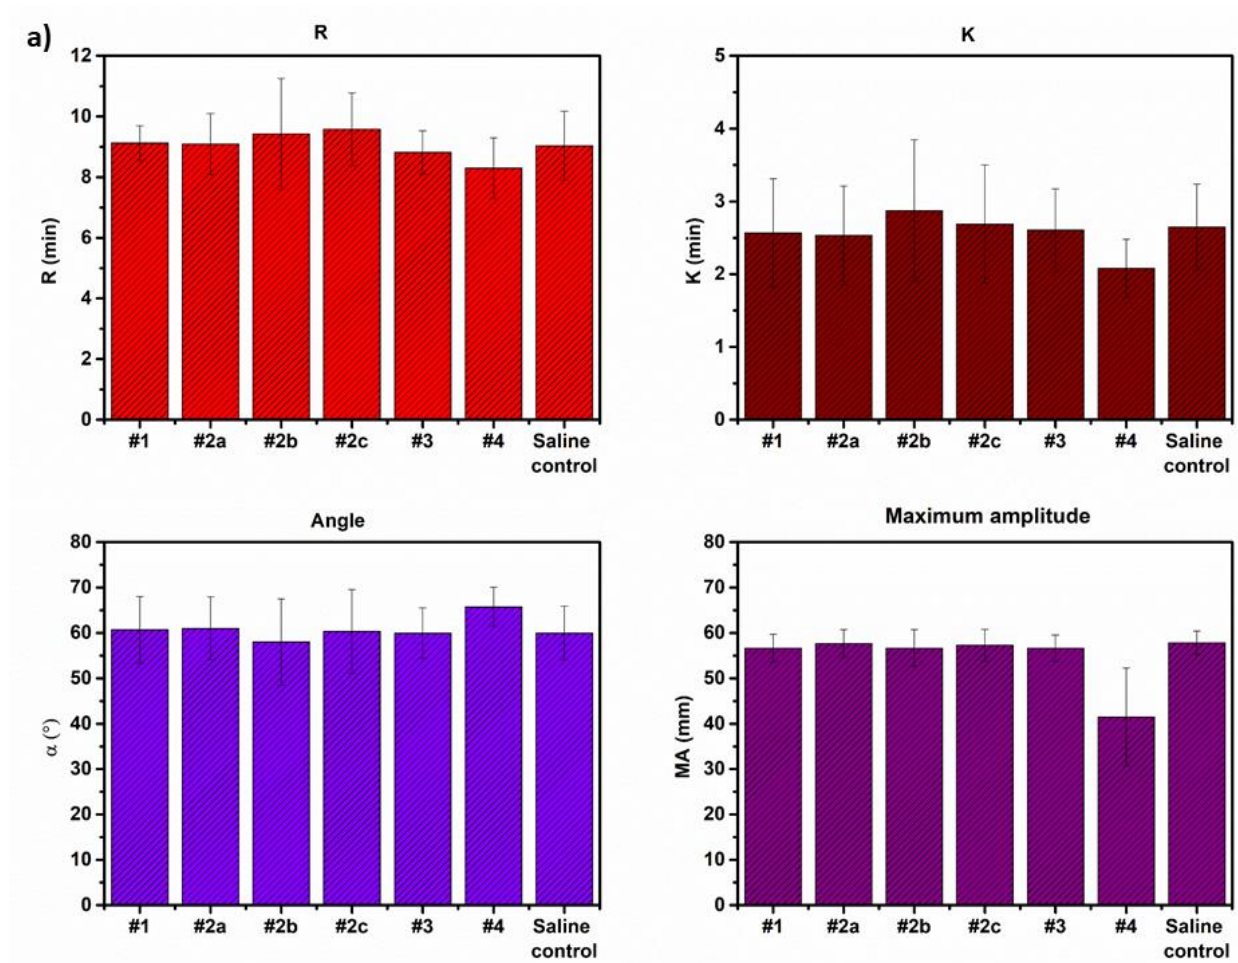 a)
R
R (min)
12
10
8
6
4
2
0
#1 #2a #2b #2c #3 #4 Saline
control
K
K (min)
5
4
3
2
1
0
#1 #2a #2b #2c #3 #4 Saline
control
Angle
α (°)
80
70
60
50
40
30
20
10
0
#1 #2a #2b #2c #3 #4 Saline
control
Maximum amplitude
MA (mm)
80
70
60
50
40
30
20
10
0
#1 #2a #2b #2c #3 #4 Saline
control